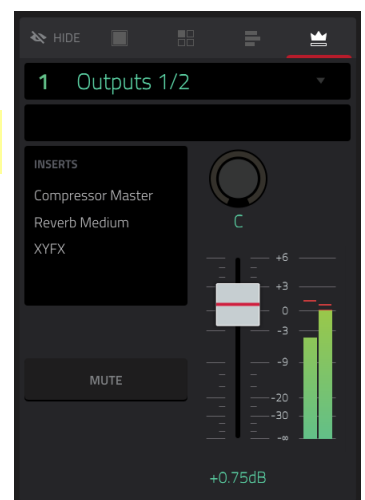 HIDE
1 Outputs 1/2
INSERTS
Compressor Master
Reverb Medium
XYFX
C
+6
+3
0
-3
-9
-20
-30
-∞
MUTE
+0.75dB